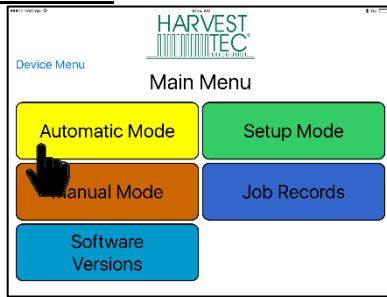 HARVEST
TEC
Device Menu
Main Menu
Automatic Mode
Setup Mode
Manual Mode
Job Records
Software
Versions